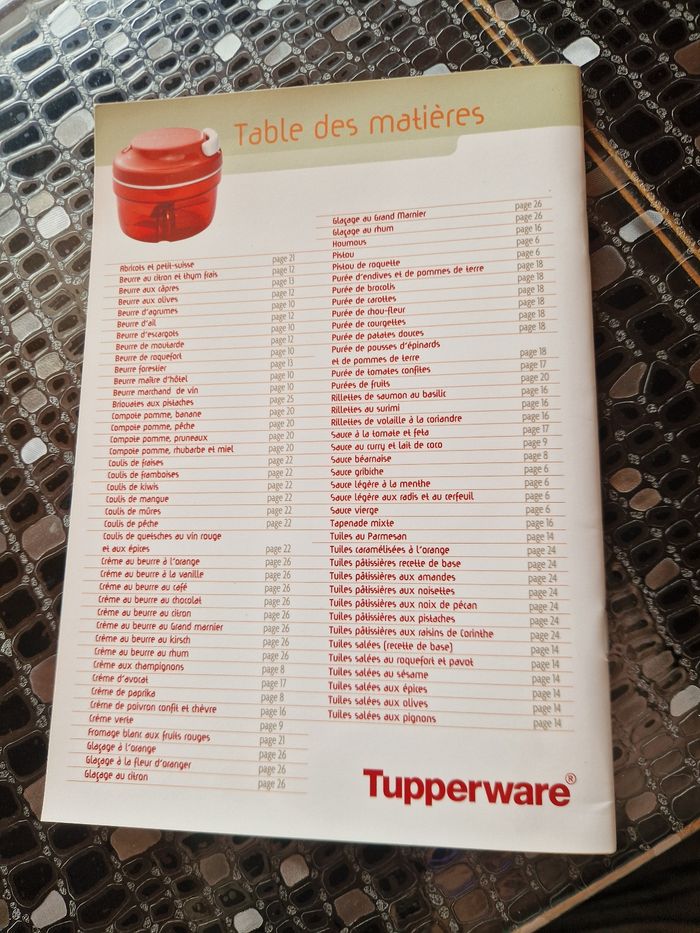 Table des matières
Abricots et petit-suisse page 21
Beurre au citron et thym frais page 12
Beurre aux câpres page 13
Beurre aux olives page 12
Beurre d'agrumes page 10
Beurre d'ail page 12
Beurre d'escargots page 10
Beurre de moutarde page 12
Beurre de roquefort page 10
Beurre forestier page 13
Beurre maître d'hôtel page 10
Beurre marchand de vin page 10
Briouates aux pistaches page 25
Compote pomme, banane page 20
Compote pomme, pêche page 20
Compote pomme, pruneaux page 20
Compote pomme, rhubarbe et miel page 20
Coulis de fraises page 22
Coulis de framboises page 22
Coulis de kiwis page 22
Coulis de mangue page 22
Coulis de mûres page 22
Coulis de pêche page 22
Coulis de quetsches au vin rouge
et aux épices page 22
Crème au beurre à l'orange page 26
Crème au beurre à la vanille page 26
Crème au beurre au café page 26
Crème au beurre au chocolat page 26
Crème au beurre au citron page 26
Crème au beurre au Grand marnier page 26
Crème au beurre au kirsch page 26
Crème au beurre au rhum page 26
Crème aux champignons page 8
Crème d'avocat page 17
Crème de paprika page 8
Crème de poivron confit et chèvre page 16
Crème verte page 9
Fromage blanc aux fruits rouges page 21
Glaçage à l'orange page 26
Glaçage à la fleur d'oranger page 26
Glaçage au citron page 26
Glaçage au Grand Marnier page 26
Glaçage au rhum page 26
Houmous page 16
Pistou page 6
Pistou de roquette page 6
Purée d'endives et de pommes de terre page 18
Purée de brocolis page 18
Purée de carottes page 18
Purée de chou-fleur page 18
Purée de courgettes page 18
Purée de patates douces page 18
Purée de pousses d'épinards
et de pommes de terre page 18
Purée de tomates confites page 17
Purées de fruits page 20
Rillettes de saumon au basilic page 16
Rillettes au surimi page 16
Rillettes de volaille à la coriandre page 16
Sauce à la tomate et feta page 17
Sauce au curry et lait de coco page 9
Sauce béarnaise page 8
Sauce gribiche page 6
Sauce légère à la menthe page 6
Sauce légère aux radis et au cerfeuil page 6
Sauce vierge page 6
Tapenade mixte page 16
Tuiles au Parmesan page 14
Tuiles caramélisées à l'orange page 24
Tuiles pâtissières recette de base page 24
Tuiles pâtissières aux amandes page 24
Tuiles pâtissières aux noisettes page 24
Tuiles pâtissières aux noix de pécan page 24
Tuiles pâtissières aux pistaches page 24
Tuiles pâtissières aux raisins de Corinthe page 24
Tuiles salées (recette de base) page 14
Tuiles salées au roquefort et pavot page 14
Tuiles salées au sésame page 14
Tuiles salées aux épices page 14
Tuiles salées aux olives page 14
Tuiles salées aux pignons page 14
Tupperware®